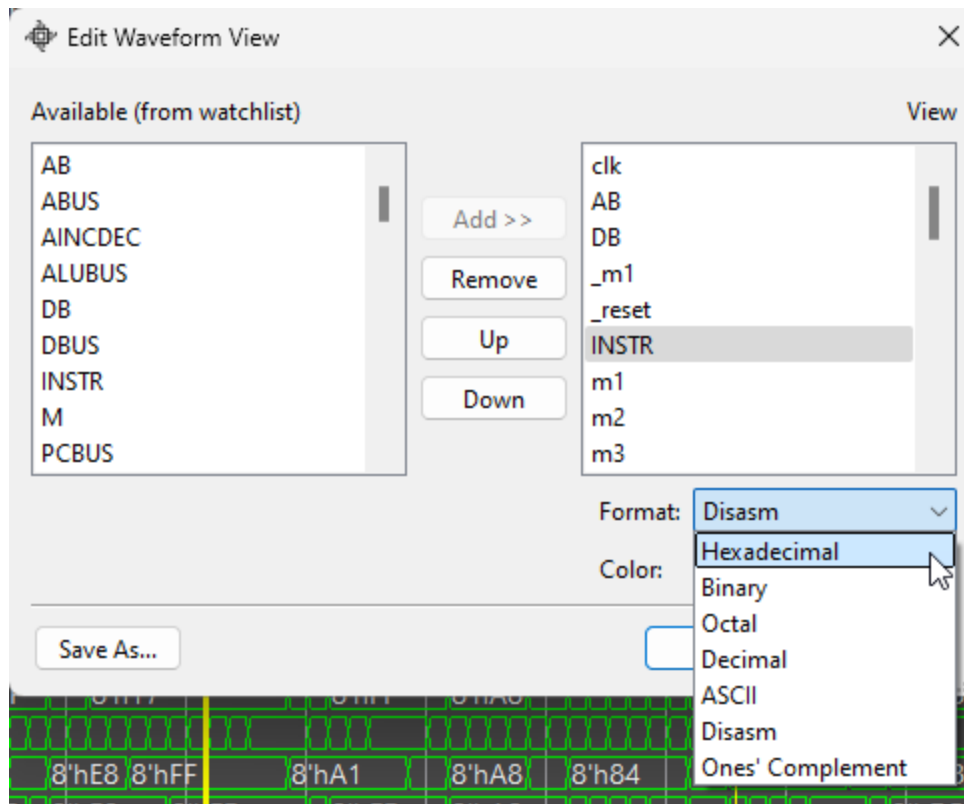 Edit Waveform View
Available (from watchlist)
View
AB
ABUS
AINCDEC
ALUBUS
DB
DBUS
INSTR
M
PCBUS
Add >>
Remove
Up
Down
clk
AB
DB
_m1
_reset
INSTR
m1
m2
m3
Format: Disasm
Color:
Hexadecimal
Binary
Octal
Decimal
ASCII
Disasm
Ones' Complement
Save As...
8'hE8 8'hFF 8'hA1 8'hA8 8'h84